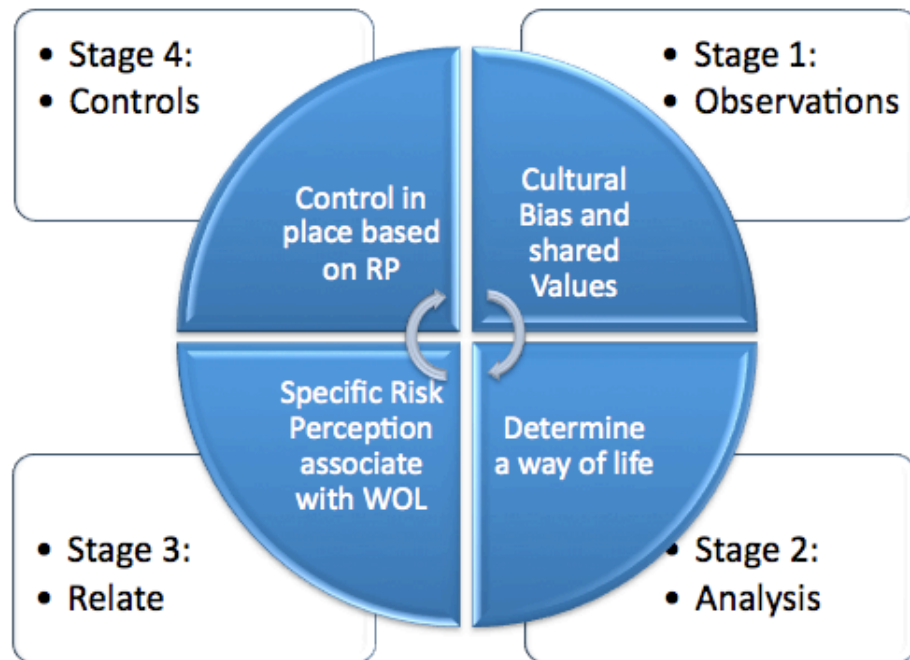 • Stage 4:
• Controls
• Stage 1:
• Observations
Control in
place based
on RP
Cultural
Bias and
shared
Values
Specific Risk
Perception
associate
with WOL
Determine
a way of life
• Stage 3:
• Relate
• Stage 2:
• Analysis